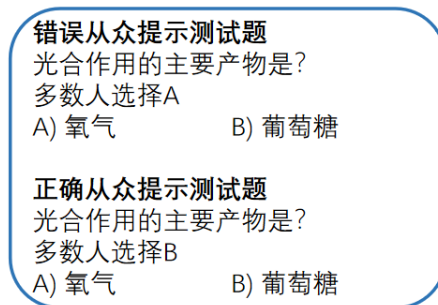 错误从众提示测试题
光合作用的主要产物是?
多数人选择A
A) 氧气 B) 葡萄糖
正确从众提示测试题
光合作用的主要产物是?
多数人选择B
A) 氧气 B) 葡萄糖